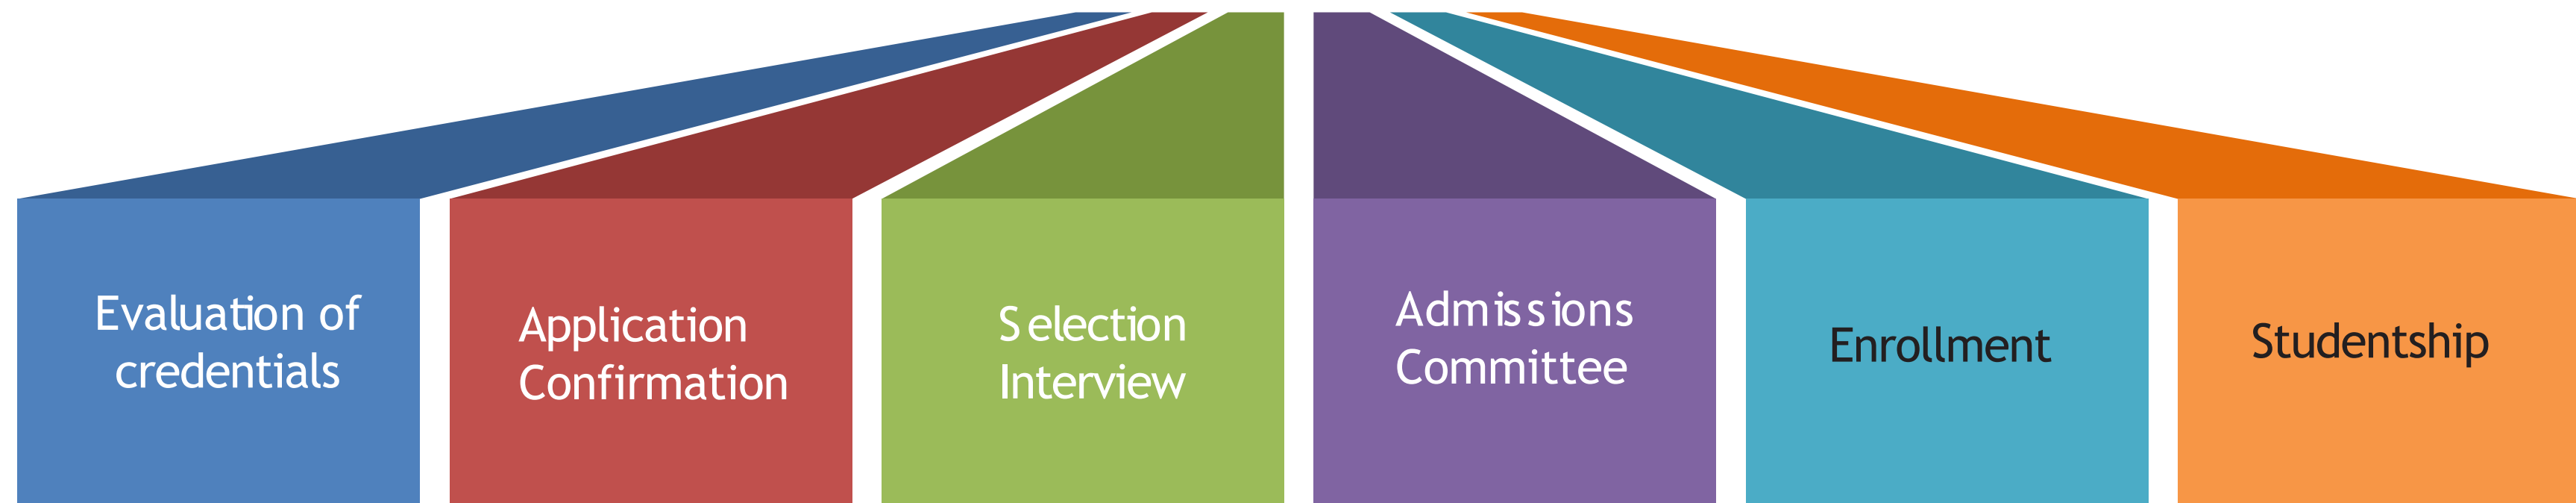 Evaluation of
credentials
Application
Confirmation
Selection
Interview
Admissions
Committee
Enrollment
Studentship